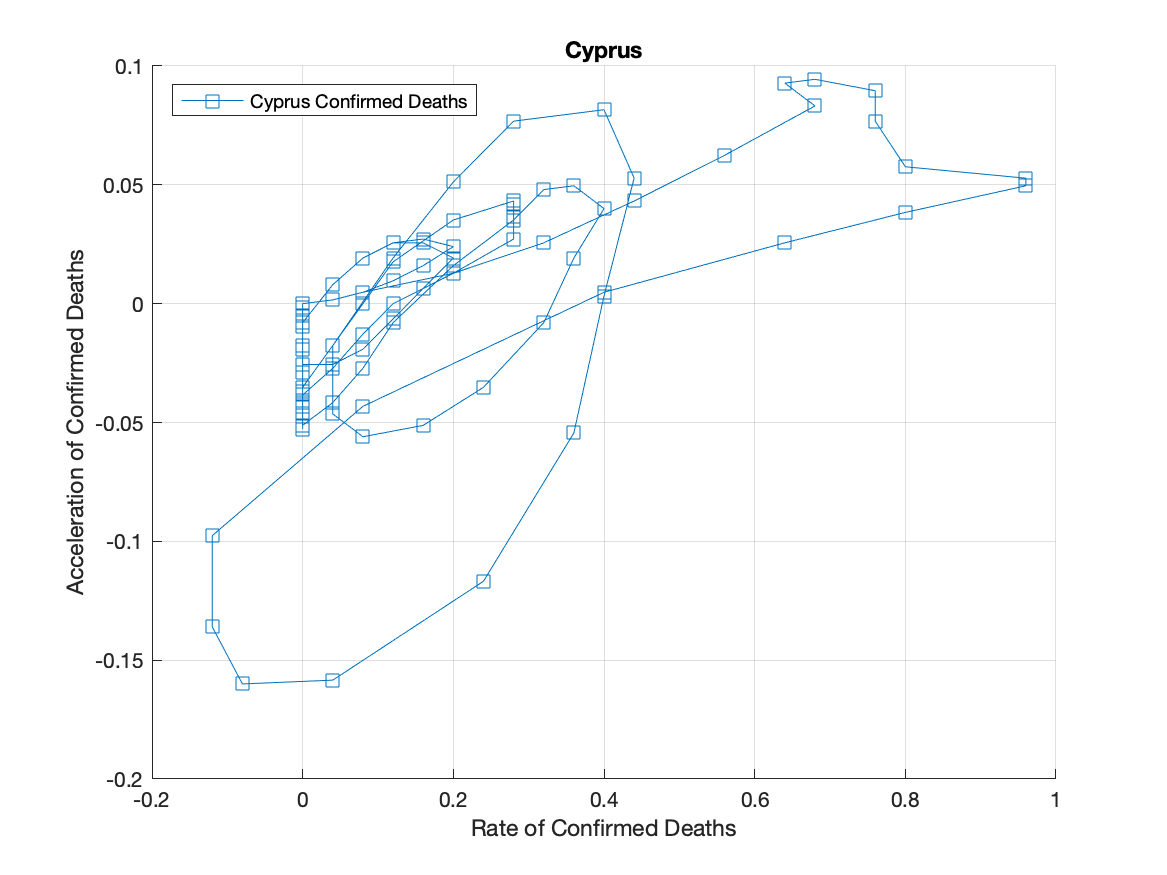 Cyprus
Cyprus Confirmed Deaths
Acceleration of Confirmed Deaths
0.1
0.05
0
-0.05
-0.1
-0.15
-0.2
-0.2 0 0.2 0.4 0.6 0.8 1
Rate of Confirmed Deaths